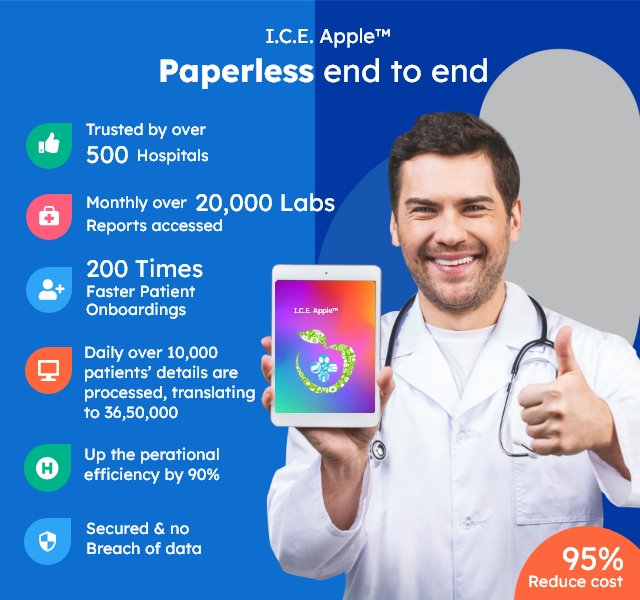 I.C.E. Apple™
Paperless end to end
Trusted by over
500 Hospitals
Monthly over 20,000 Labs
Reports accessed
200 Times
Faster Patient
Onboardings
Daily over 10,000
patients' details are
processed, translating
to 36,50,000
Up the perational
efficiency by 90%
Secured & no
Breach of data
I.C.E. Apple™
H
95%
Reduce cost